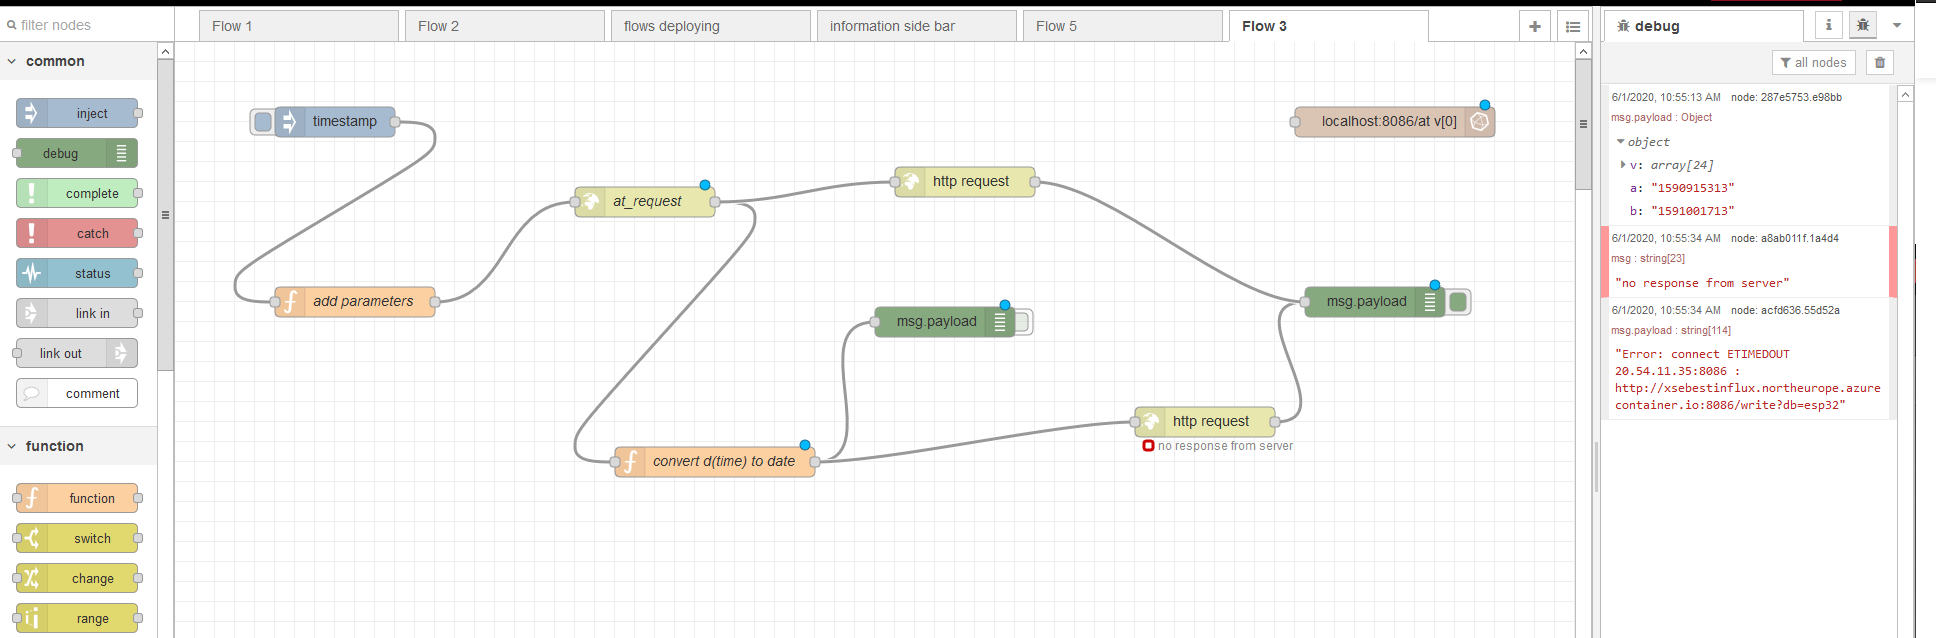 filter nodes
Flow 1
Flow 2
flows deploying
information side bar
Flow 5
Flow 3
debug
common
inject
debug
complete
catch
status
link in
link out
comment
function
function
switch
change
range
timestamp
add parameters
at_request
http request
localhost:8086/at v[0]
msg.payload
msg.payload
convert d(time) to date
http request
no response from server
all nodes
6/1/2020, 10:55:13 AM node: 287e5753.e98bb
msg.payload : Object
object
v: array[24]
a: "1590915313"
b: "1591001713"
6/1/2020, 10:55:34 AM node: a8ab011f.1a4d4
msg : string[23]
"no response from server"
6/1/2020, 10:55:34 AM node: acfd636.55d52a
msg.payload : string[114]
"Error: connect ETIMEDOUT
20.54.11.35:8086 :
http://xsebestinflux.northeurope.azure
container.io:8086/write?db=esp32"